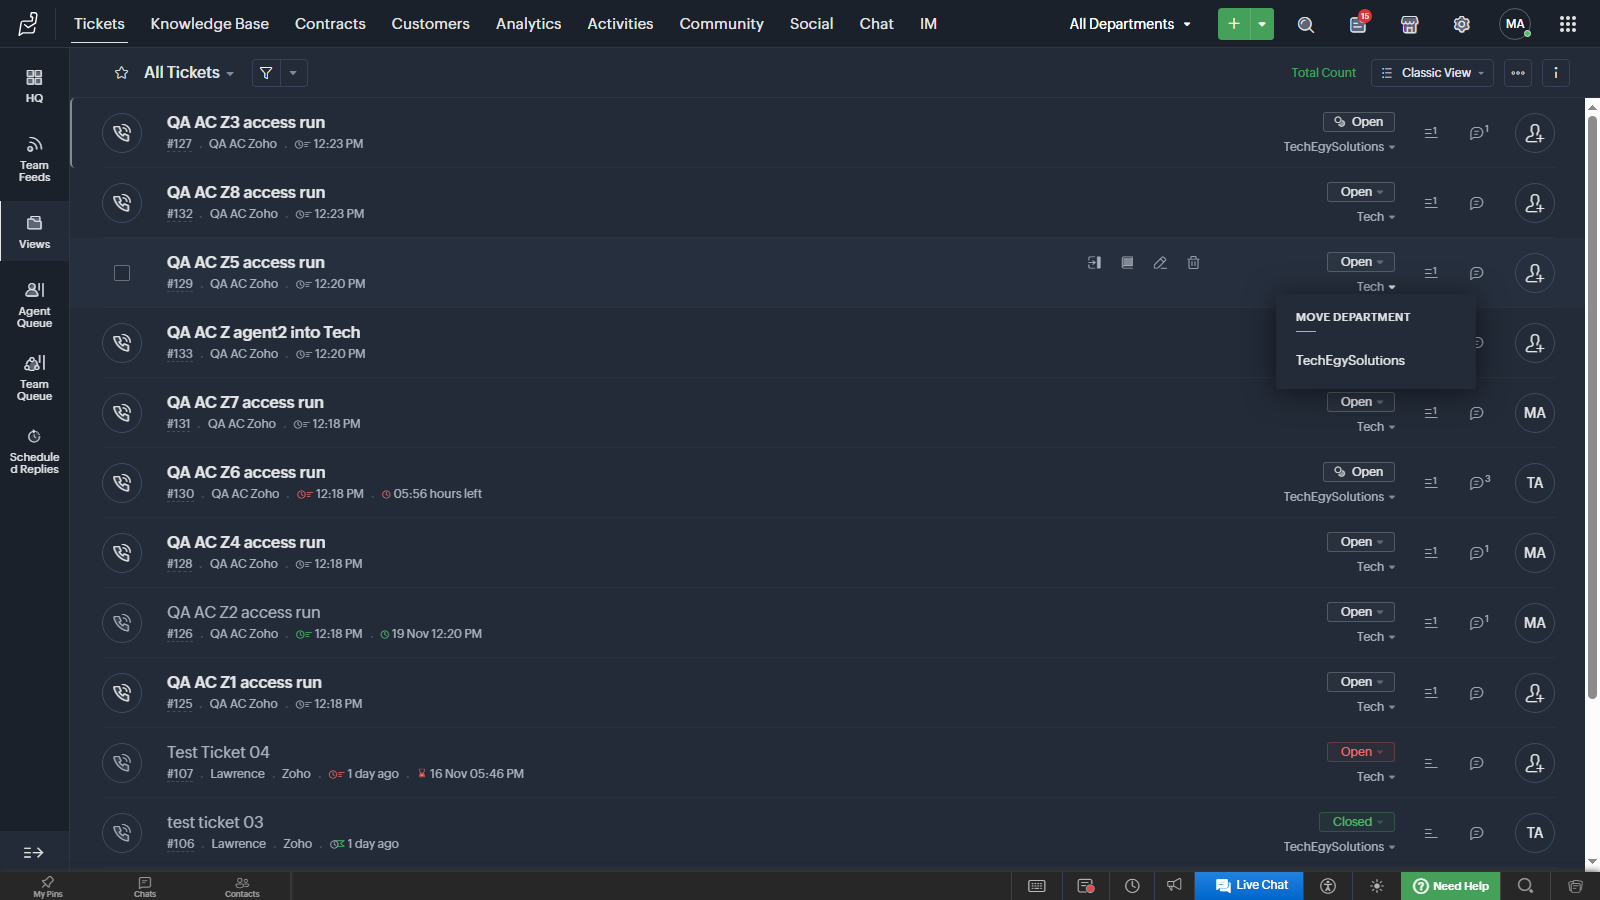 Tickets Knowledge Base Contracts Customers Analytics Activities Community Social Chat IM All Departments 15 MA
HQ
Team
Feeds
Views
Agent
Queue
Team
Queue
Schedule
d Replies
All Tickets Total Count Classic View
QA AC Z3 access run Open
#127 . QA AC Zoho . 12:23 PM TechEgySolutions 1
QA AC Z8 access run Open
#132 . QA AC Zoho . 12:23 PM Tech
QA AC Z5 access run Open
#129 . QA AC Zoho . 12:20 PM Tech
MOVE DEPARTMENT
TechEgySolutions
QA AC Z agent2 into Tech
#133 . QA AC Zoho . 12:20 PM
QA AC Z7 access run Open MA
#131 . QA AC Zoho . 12:18 PM Tech
QA AC Z6 access run Open 3 TA
#130 . QA AC Zoho . 12:18 PM . 05:56 hours left TechEgySolutions
QA AC Z4 access run Open 1 MA
#128 . QA AC Zoho . 12:18 PM Tech
QA AC Z2 access run Open 1 MA
#126 . QA AC Zoho . 12:18 PM . 19 Nov 12:20 PM Tech
QA AC Z1 access run Open
#125 . QA AC Zoho . 12:18 PM Tech
Test Ticket 04 Open
#107 . Lawrence . Zoho . 1 day ago . 16 Nov 05:46 PM Tech
test ticket 03 Closed TA
#106 . Lawrence . Zoho . 1 day ago TechEgySolutions
My Pins Chats Contacts Live Chat Need Help